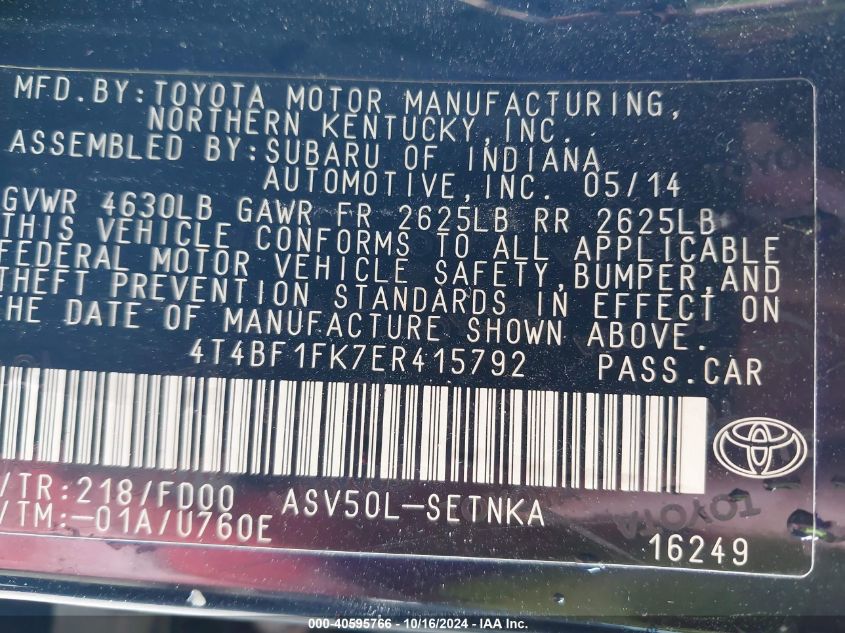 MFD.BY:TOYOTA MOTOR MANUFACTURING,
NORTHERN KENTUCKY,INC.
ASSEMBLED BY:SUBARU OF INDIANA
AUTOMOTIVE,INC. 05/14
GVWR 4630LB GAWR FR 2625LB RR 2625LB
THIS VEHICLE CONFORMS TO ALL APPLICABLE
FEDERAL MOTOR VEHICLE SAFETY,BUMPER,AND
THEFT PREVENTION STANDARDS IN EFFECT ON
THE DATE OF MANUFACTURE SHOWN ABOVE.
4T4BF1FK7ER415792 PASS.CAR
/TR:218/FD00 ASV50L-SETNKA
/TM:-01A/U760E
TOYOTA
16249
000-40595766 - 10/16/2024 - IAA Inc.